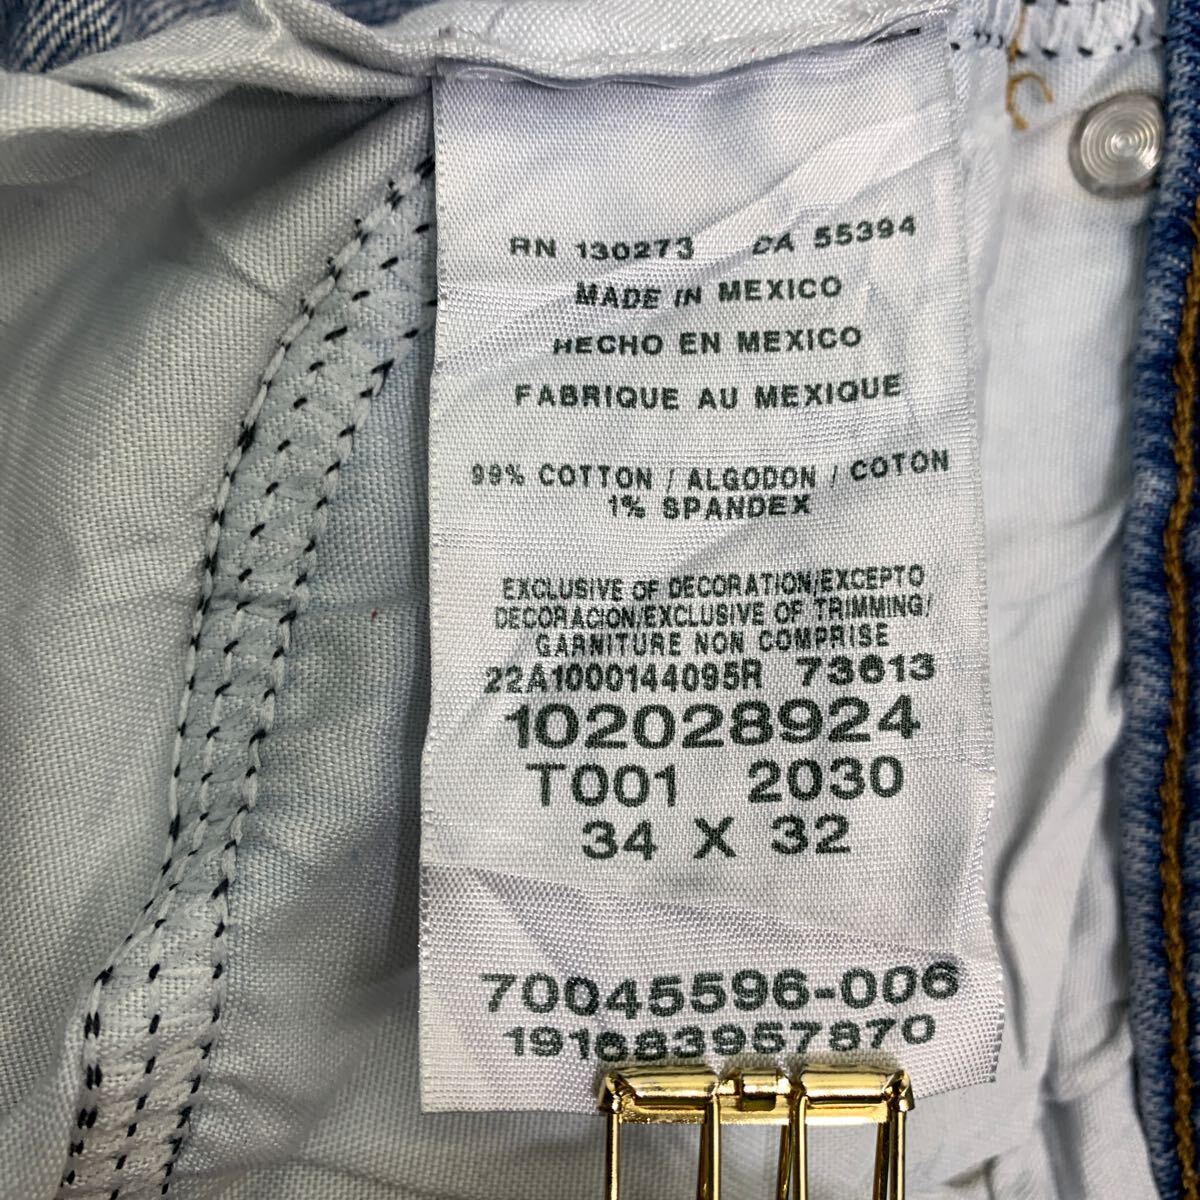 RN 130273 CA 55394
MADE IN MEXICO
HECHO EN MEXICO
FABRIQUE AU MEXIQUE
99% COTTON / ALGODON / COTON
1% SPANDEX
EXCLUSIVE OF DECORATION/EXCEPTO
DECORACION/EXCLUSIVE OF TRIMMING/
GARNITURE NON COMPRISE
22A1000144095R 73613
102028924
T001 2030
34 X 32
70045596-006
191683957870